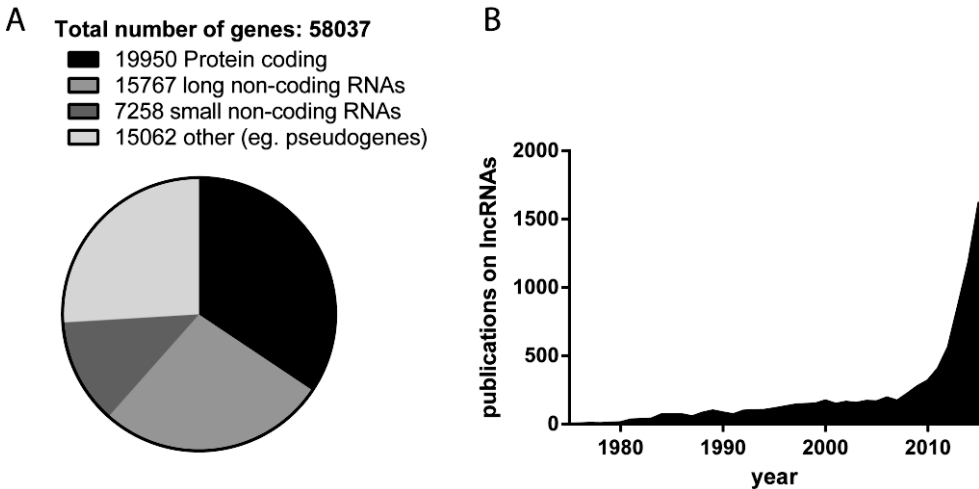 A
Total number of genes: 58037
19950 Protein coding
15767 long non-coding RNAs
7258 small non-coding RNAs
15062 other (eg. pseudogenes)
B
publications on lncRNAs
2000
1500
1000
500
0
1980 1990 2000 2010
year